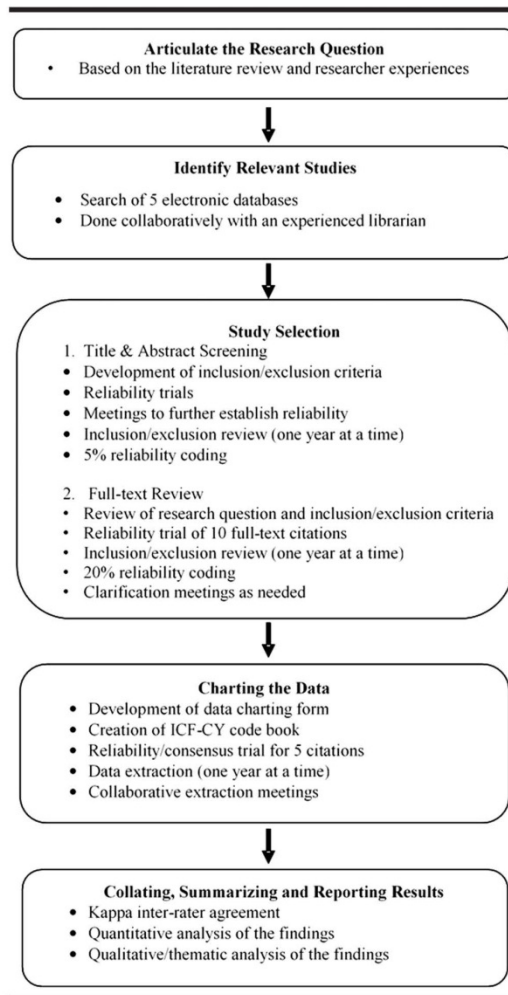 Articulate the Research Question
• Based on the literature review and researcher experiences
Identify Relevant Studies
• Search of 5 electronic databases
• Done collaboratively with an experienced librarian
Study Selection
1. Title & Abstract Screening
• Development of inclusion/exclusion criteria
• Reliability trials
• Meetings to further establish reliability
• Inclusion/exclusion review (one year at a time)
• 5% reliability coding
2. Full-text Review
• Review of research question and inclusion/exclusion criteria
• Reliability trial of 10 full-text citations
• Inclusion/exclusion review (one year at a time)
• 20% reliability coding
• Clarification meetings as needed
Charting the Data
• Development of data charting form
• Creation of ICF-CY code book
• Reliability/consensus trial for 5 citations
• Data extraction (one year at a time)
• Collaborative extraction meetings
Collating, Summarizing and Reporting Results
• Kappa inter-rater agreement
• Quantitative analysis of the findings
• Qualitative/thematic analysis of the findings